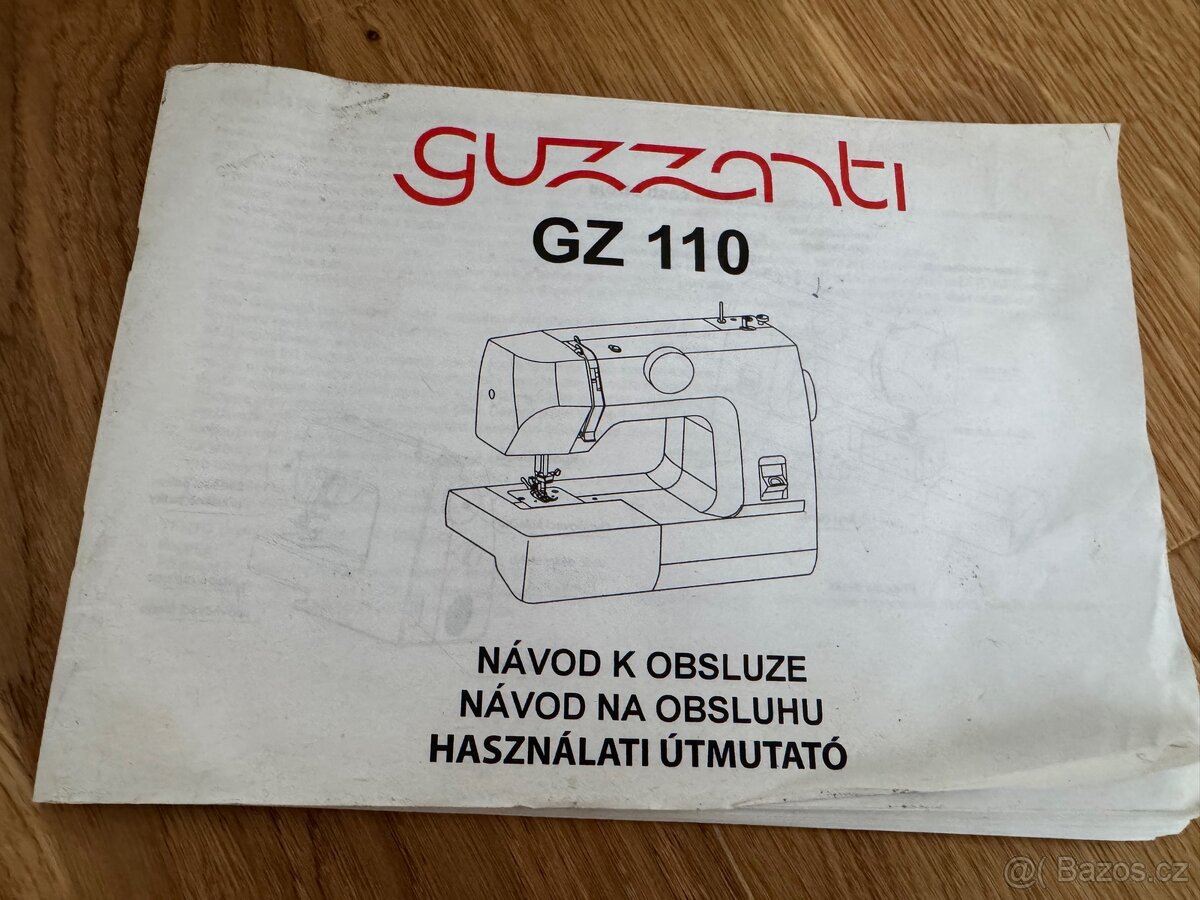 guzzanti
GZ 110
NÁVOD K OBSLUZE
NÁVOD NA OBSLUHU
HASZNÁLATI ÚTMUTATÓ
@( Bazos.cz